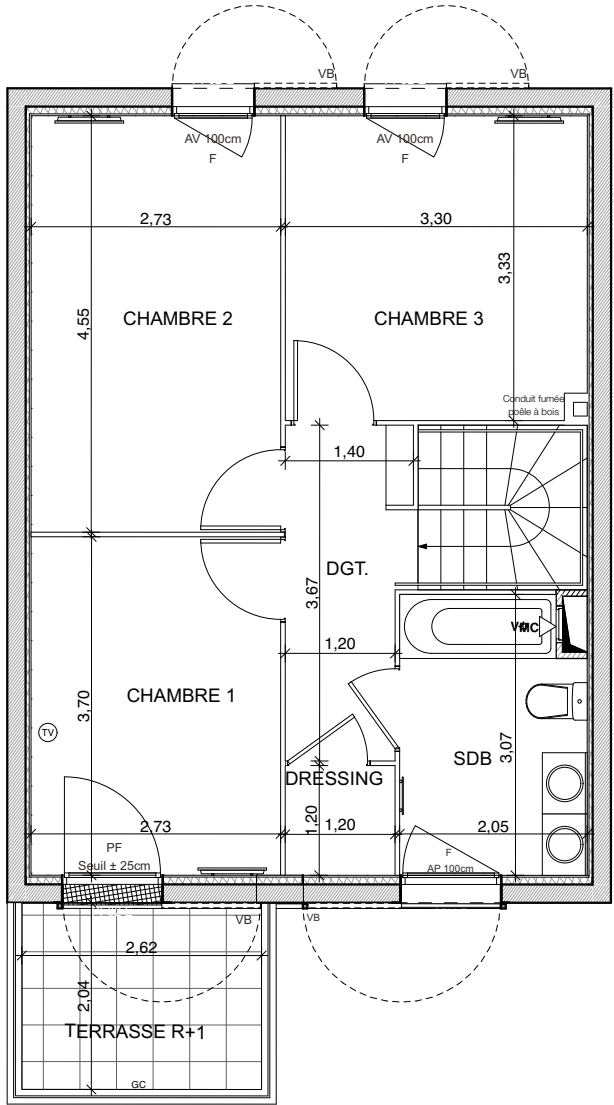 VB
VB
AV 100cm
F
AV 100cm
F
2,73
3,30
3,33
4,55
CHAMBRE 2
CHAMBRE 3
Conduit fumée
poêle à bois
1,40
DGT.
3,67
MC
1,20
3,70
CHAMBRE 1
TV
SDB
3,07
DRESSING
2,73
1,20
1,20
2,05
PF
Seuil ± 25cm
F
AP 100cm
VB
VB
2,62
2,04
TERRASSE R+1
GC